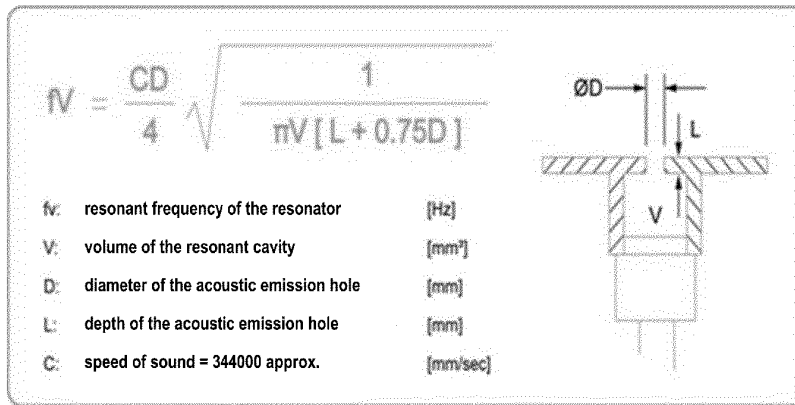 fV = CD/4 √ 1/πV [ L + 0.75D ]
fv: resonant frequency of the resonator [Hz]
V: volume of the resonant cavity [mm³]
D: diameter of the acoustic emission hole [mm]
L: depth of the acoustic emission hole [mm]
C: speed of sound = 344000 approx. [mm/sec]
ØD
L
V